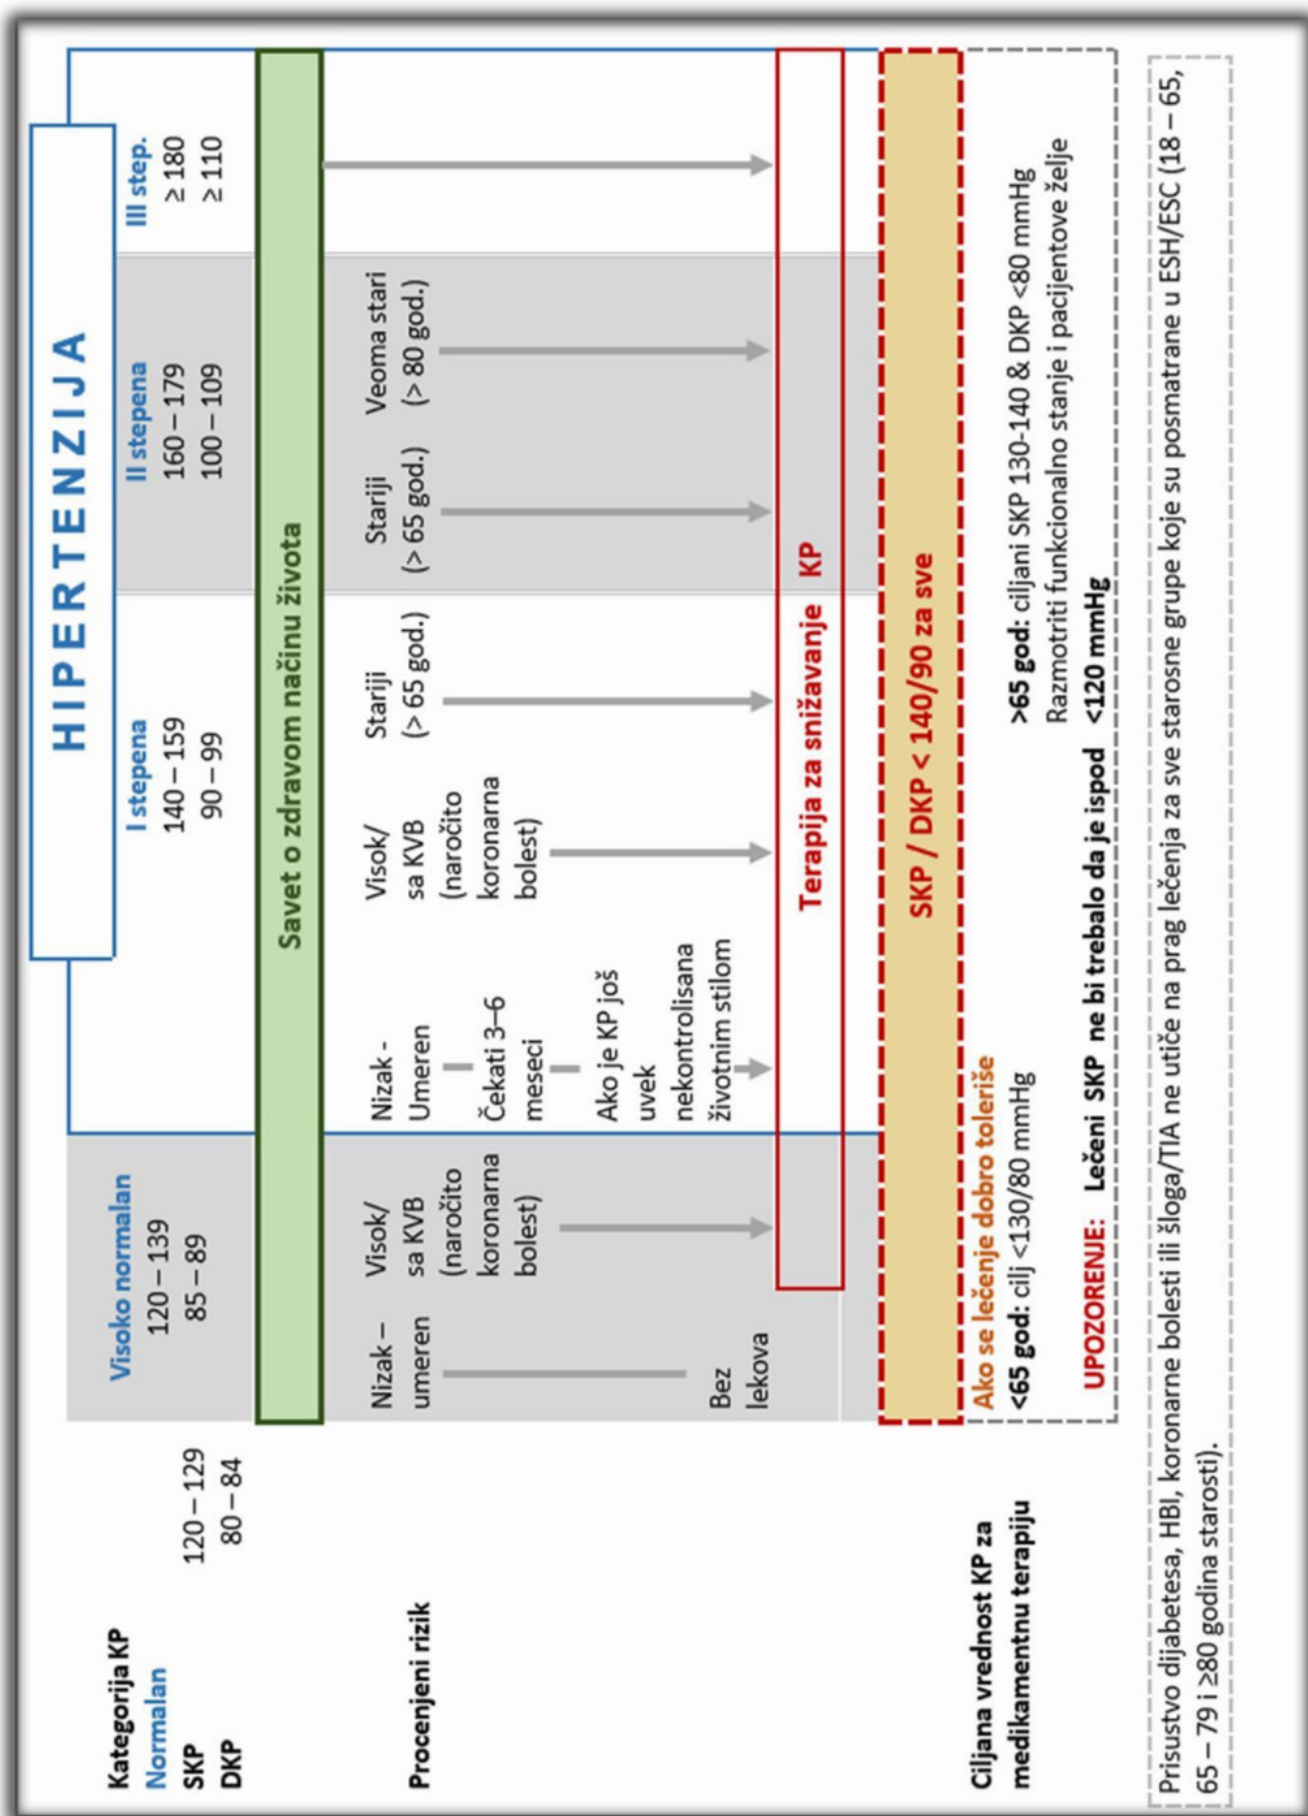 HIPERTENZIJA
Kategorija KP
Normalan
Visoko normalan
I stepena
II stepena
III step.
SKP
120 – 129
120 – 139
140 – 159
160 – 179
≥ 180
DKP
80 – 84
85 – 89
90 – 99
100 – 109
≥ 110
Savet o zdravom načinu života
Procenjeni rizik
Nizak –
umeren
Bez
lekova
Visok/
sa KVB
(naročito
koronarna
bolest)
Nizak -
Umeren
Čekati 3–6
meseci
Ako je KP još
uvek
nekontrolisana
životnim stilom
Visok/
sa KVB
(naročito
koronarna
bolest)
Stariji
(> 65 god.)
Stariji
(> 65 god.)
Veoma stari
(> 80 god.)
Terapija za snižavanje KP
SKP / DKP < 140/90 za sve
Ciljana vrednost KP za
medikamentnu terapiju
Ako se lečenje dobro toleriše
<65 god: cilj <130/80 mmHg
>65 god: ciljani SKP 130-140 & DKP <80 mmHg
Razmotriti funkcionalno stanje i pacijentove želje
UPOZORENJE: Lečeni SKP ne bi trebalo da je ispod <120 mmHg
Prisustvo dijabetesa, HBI, koronarne bolesti ili šloga/TIA ne utiče na prag lečenja za sve starosne grupe koje su posmatrane u ESH/ESC (18 – 65,
65 – 79 i ≥80 godina starosti).